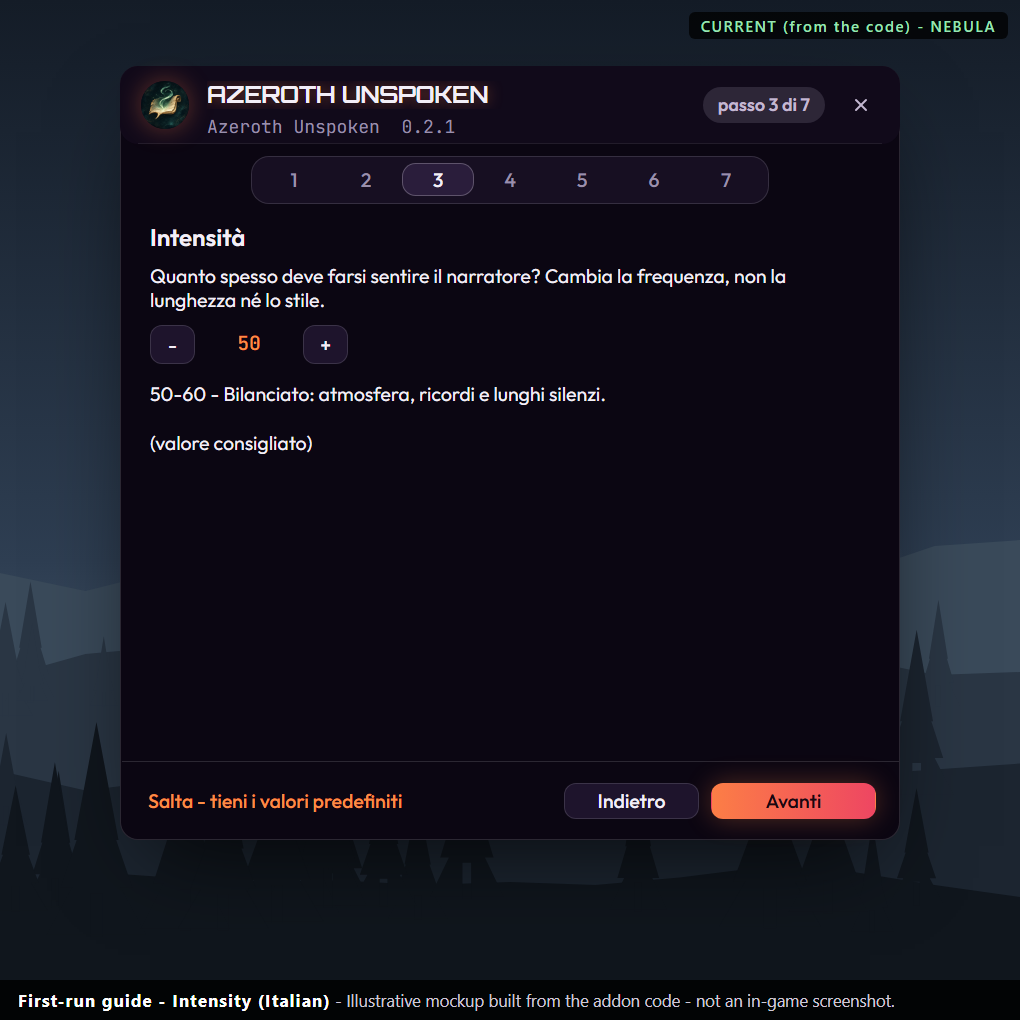 CURRENT (from the code) - NEBULA
AZEROTH UNSPOKEN
Azeroth Unspoken 0.2.1
passo 3 di 7
×
1 2 3 4 5 6 7
Intensità
Quanto spesso deve farsi sentire il narratore? Cambia la frequenza, non la
lunghezza né lo stile.
- 50 +
50-60 - Bilanciato: atmosfera, ricordi e lunghi silenzi.
(valore consigliato)
Salta - tieni i valori predefiniti
Indietro
Avanti
First-run guide - Intensity (Italian) - Illustrative mockup built from the addon code - not an in-game screenshot.